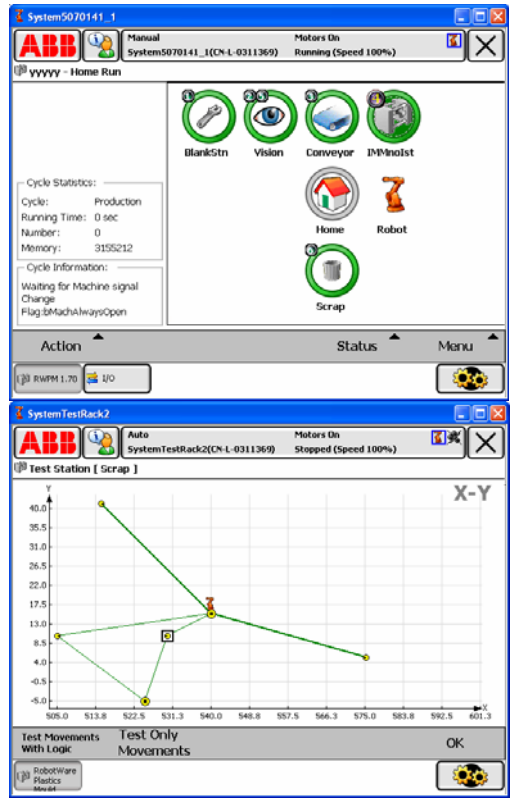 System5070141_1
ABB
Manual
System5070141_1(CN-L-0311369)
Motors On
Running (Speed 100%)
yyyyy - Home Run
BlankStn
Vision
Conveyor
IMMnoIst
Cycle Statistics:
Cycle: Production
Running Time: 0 sec
Number: 0
Memory: 3155212
Home
Robot
Cycle Information:
Waiting for Machine signal
Change
Flag:bMachAlwaysOpen
Scrap
Action
Status
Menu
RWPM 1.70
I/O
SystemTestRack2
ABB
Auto
SystemTestRack2(CN-L-0311369)
Motors On
Stopped (Speed 100%)
Test Station [ Scrap ]
X-Y
Y
40.0
35.5
31.0
26.5
22.0
17.5
13.0
8.5
4.0
-0.5
-5.0
X
505.0 513.8 522.5 531.3 540.0 548.8 557.5 566.3 575.0 583.8 592.5 601.3
Test Movements
With Logic
Test Only
Movements
OK
RobotWare
Plastics
Mould